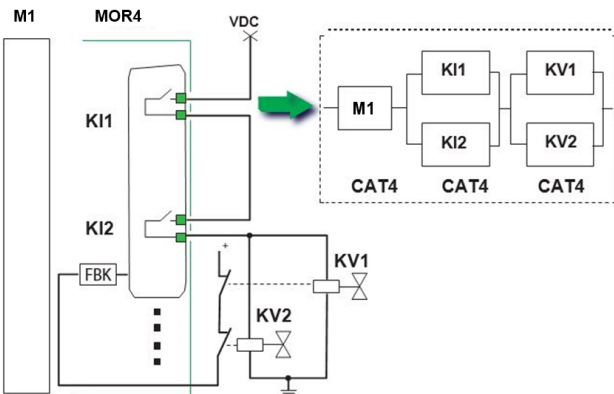 M1
MOR4
VDC
KI1
KI2
FBK
+
KV1
KV2
M1
KI1
KI2
KV1
KV2
CAT4
CAT4
CAT4